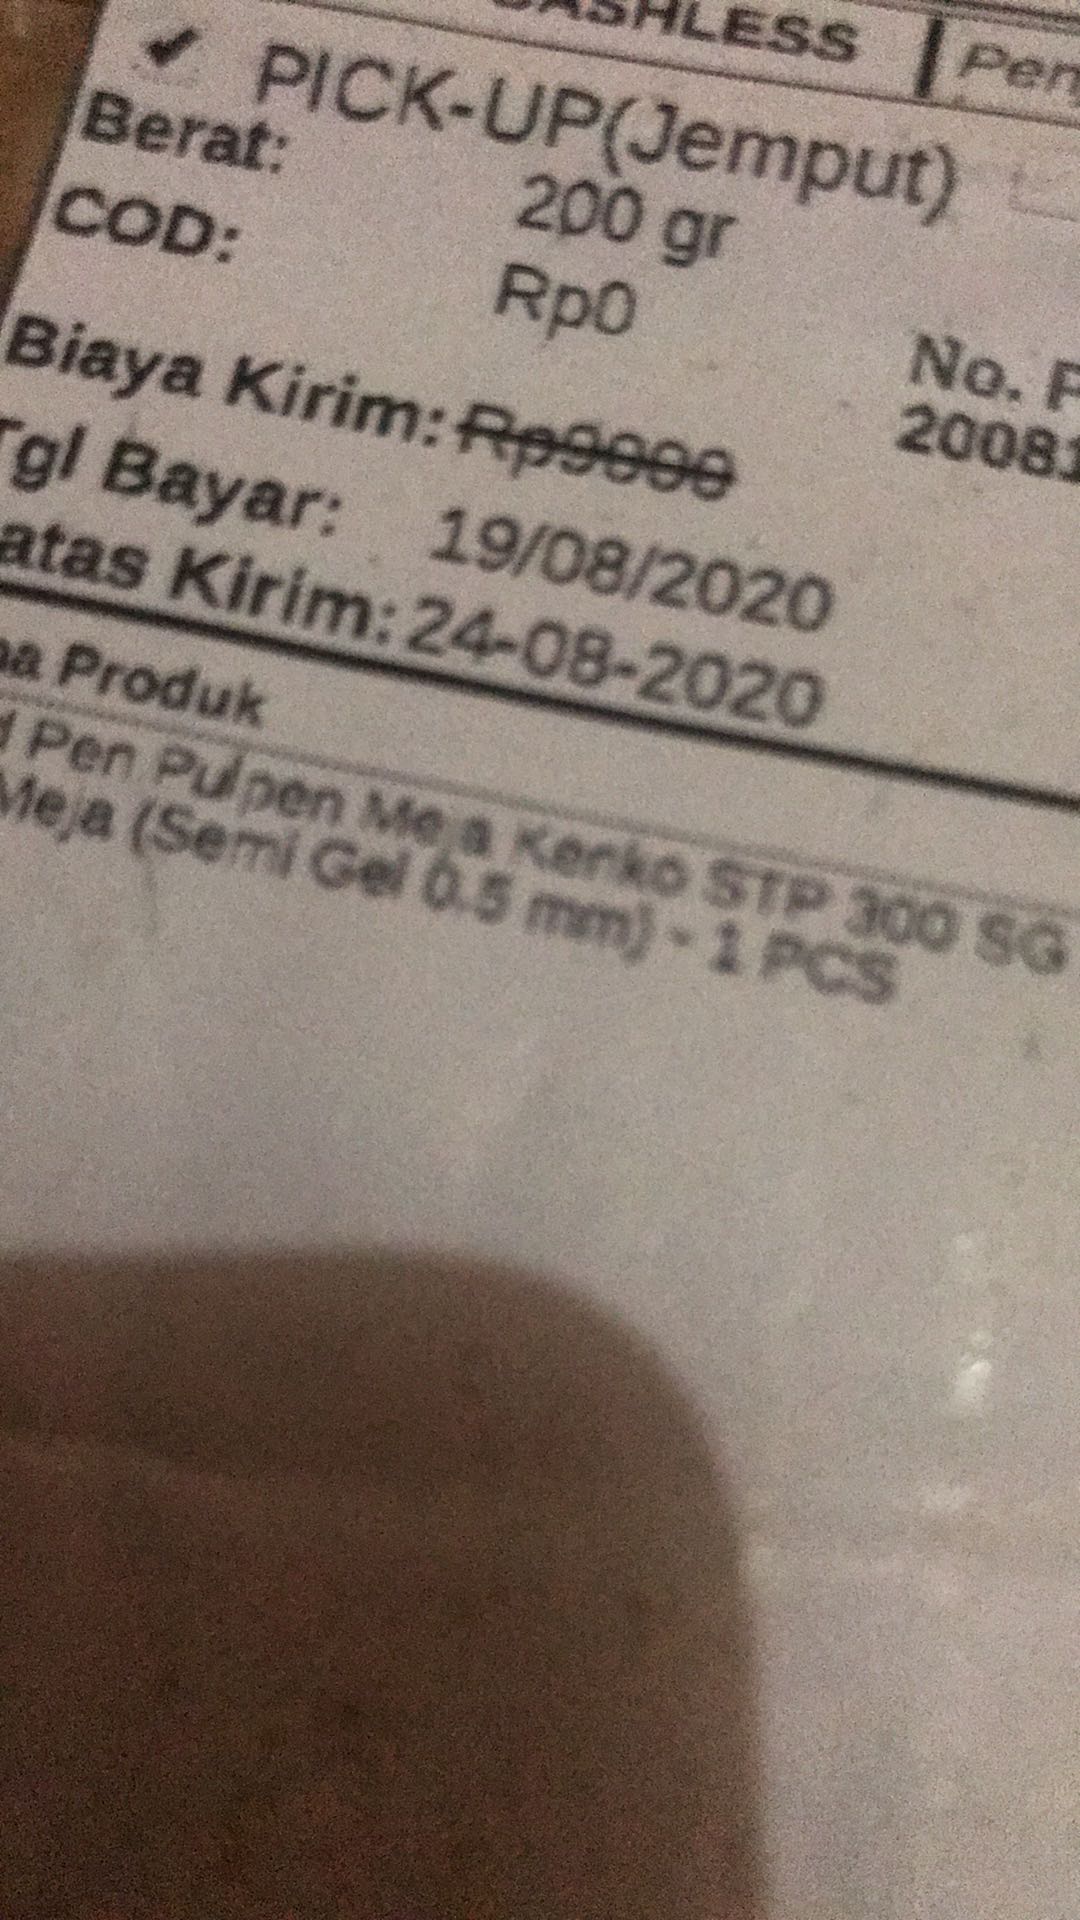 CASHLESS
✔ PICK-UP(Jemput)
Berat: 200 gr
COD: Rp0
Biaya Kirim: Rp9000
No. P
20081
Tgl Bayar: 19/08/2020
atas Kirim: 24-08-2020
a Produk
d Pen Pulpen Meja Kenko STP 300 SG
Meja (Semi Gel 0.5 mm) - 1 PCS